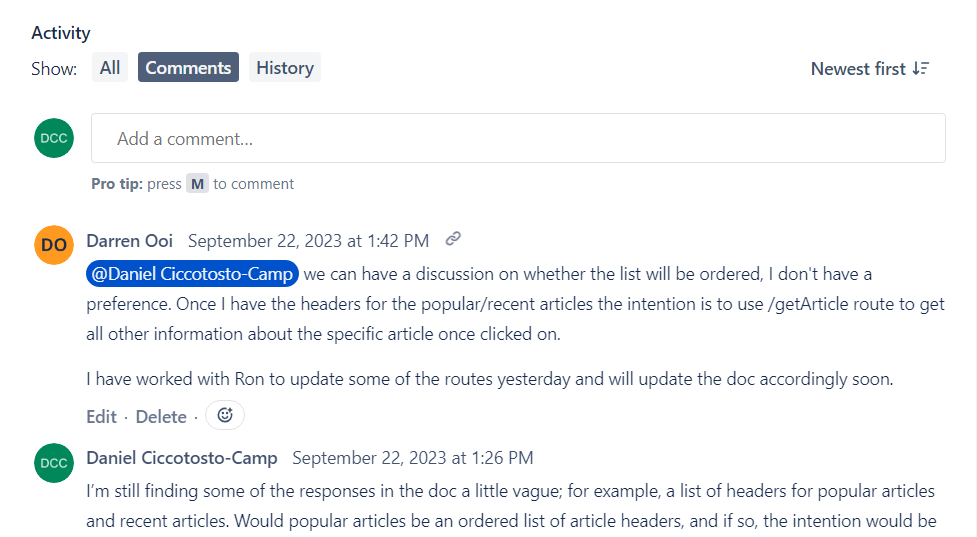 Activity
Show: All Comments History Newest first
DCC Add a comment...
Pro tip: press M to comment
DO Darren Ooi September 22, 2023 at 1:42 PM
@Daniel Ciccotosto-Camp we can have a discussion on whether the list will be ordered, I don't have a
preference. Once I have the headers for the popular/recent articles the intention is to use /getArticle route to get
all other information about the specific article once clicked on.
I have worked with Ron to update some of the routes yesterday and will update the doc accordingly soon.
Edit · Delete ·
DCC Daniel Ciccotosto-Camp September 22, 2023 at 1:26 PM
I’m still finding some of the responses in the doc a little vague; for example, a list of headers for popular articles
and recent articles. Would popular articles be an ordered list of article headers, and if so, the intention would be